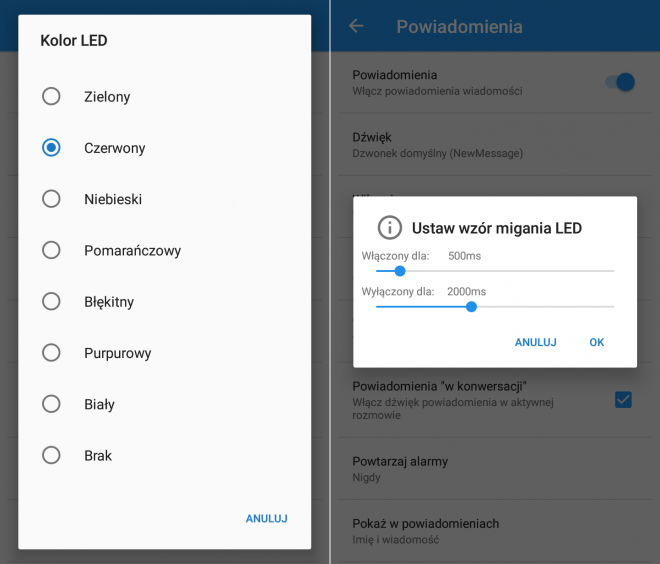 Kolor LED
Zielony
Czerwony
Niebieski
Pomarańczowy
Błękitny
Purpurowy
Biały
Brak
ANULUJ
Powiadomienia
Powiadomienia
Włącz powiadomienia wiadomości
Dźwięk
Dzwonek domyślny (NewMessage)
Ustaw wzór migania LED
Włączony dla: 500ms
Wyłączony dla: 2000ms
ANULUJ OK
Powiadomienia "w konwersacji"
Włącz dźwięk powiadomienia w aktywnej
rozmowie
Powtarzaj alarmy
Nigdy
Pokaż w powiadomieniach
Imię i wiadomość